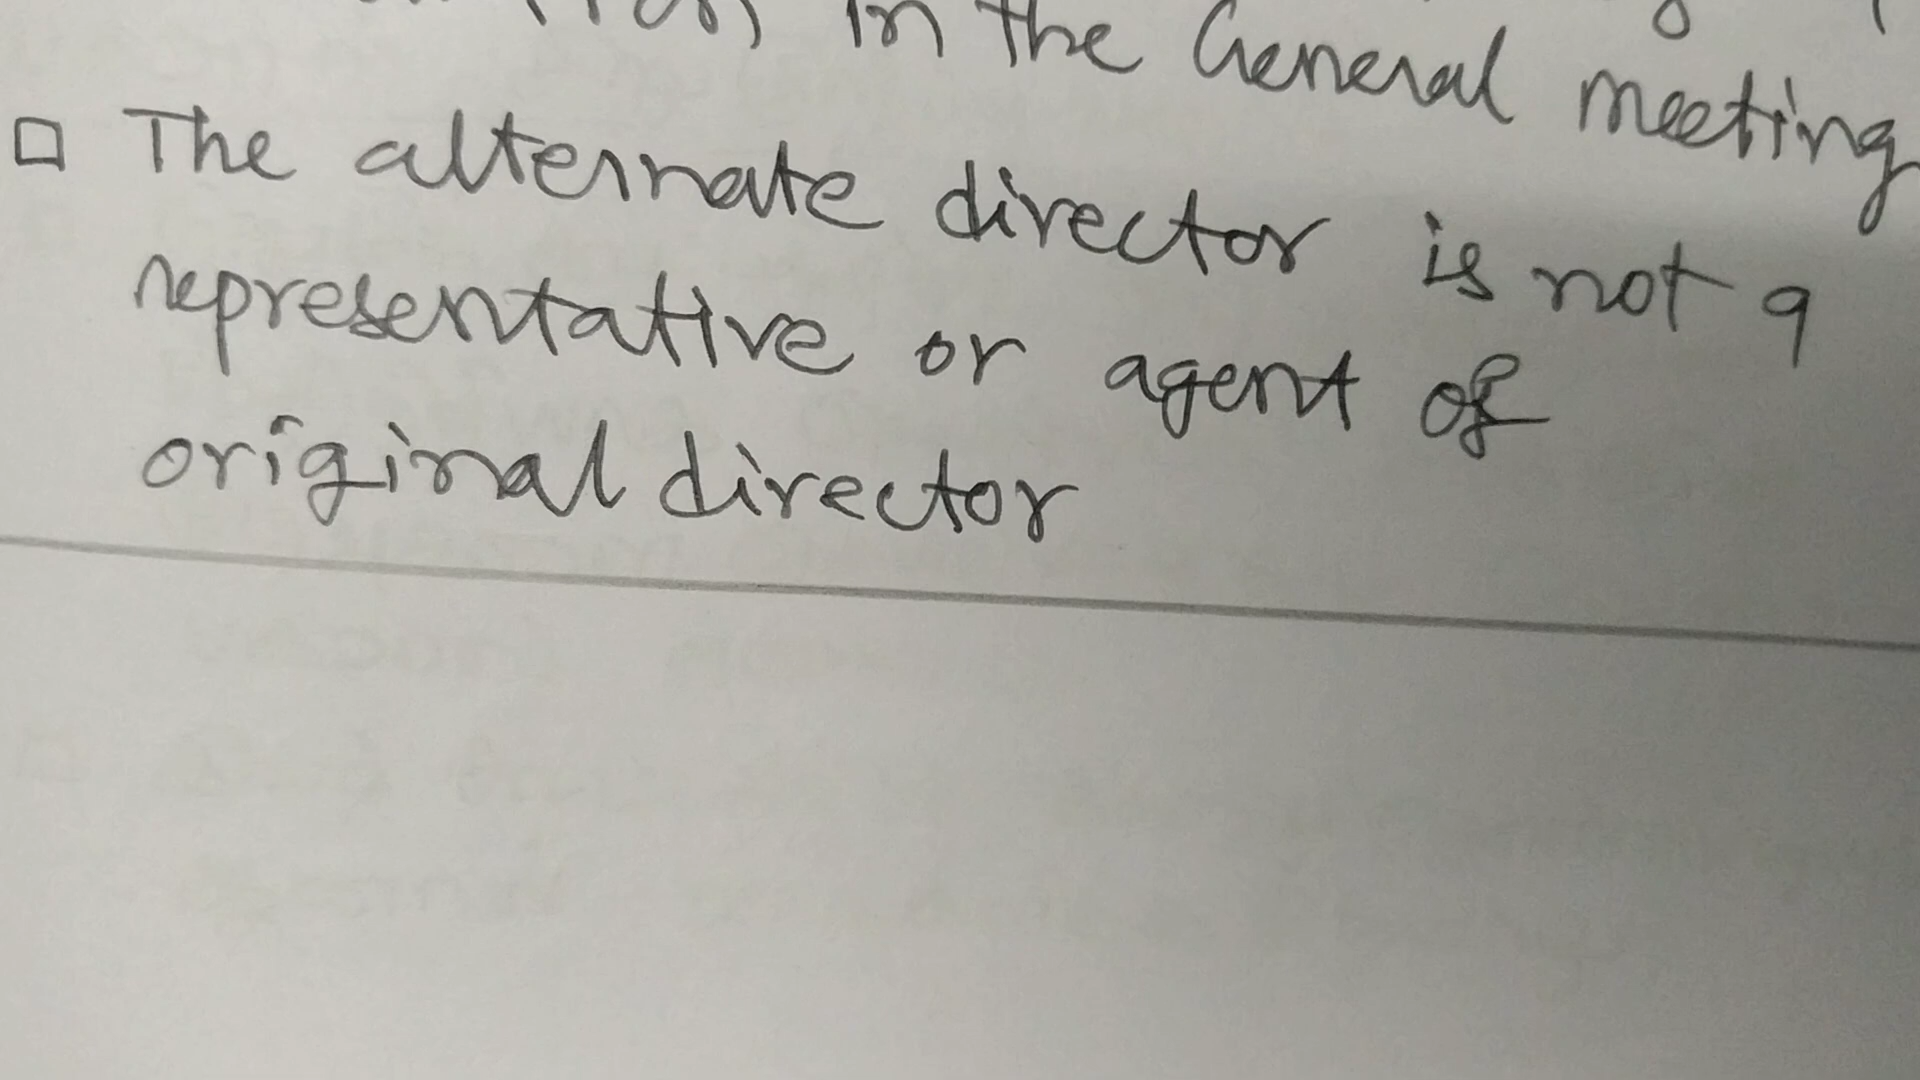 in the General meeting
□ The alternate director is not a
representative or agent of
original director